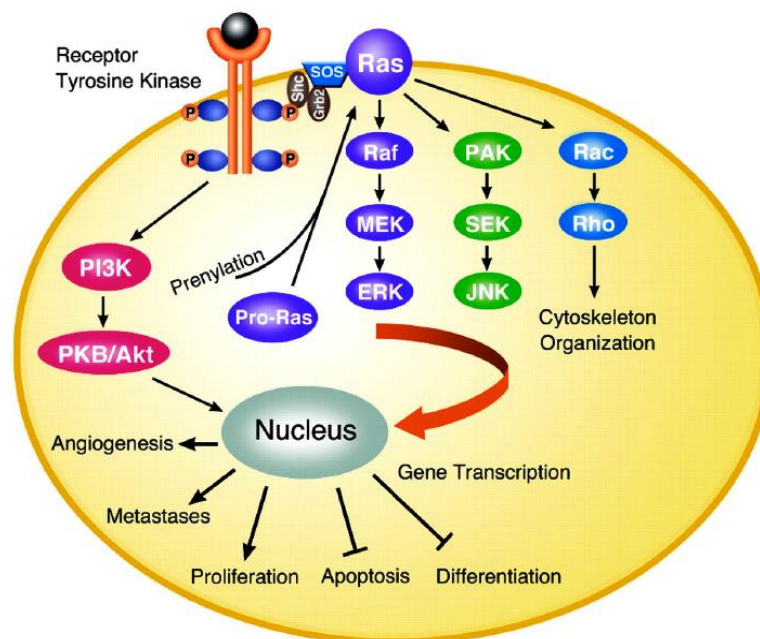 Receptor
Tyrosine Kinase
SOS
Ras
Shc
Grb2
P
P
P
P
Raf
PAK
Rac
MEK
SEK
Rho
PI3K
Prenylation
ERK
JNK
Pro-Ras
Cytoskeleton
Organization
PKB/Akt
Nucleus
Angiogenesis
Gene Transcription
Metastases
Proliferation
Apoptosis
Differentiation